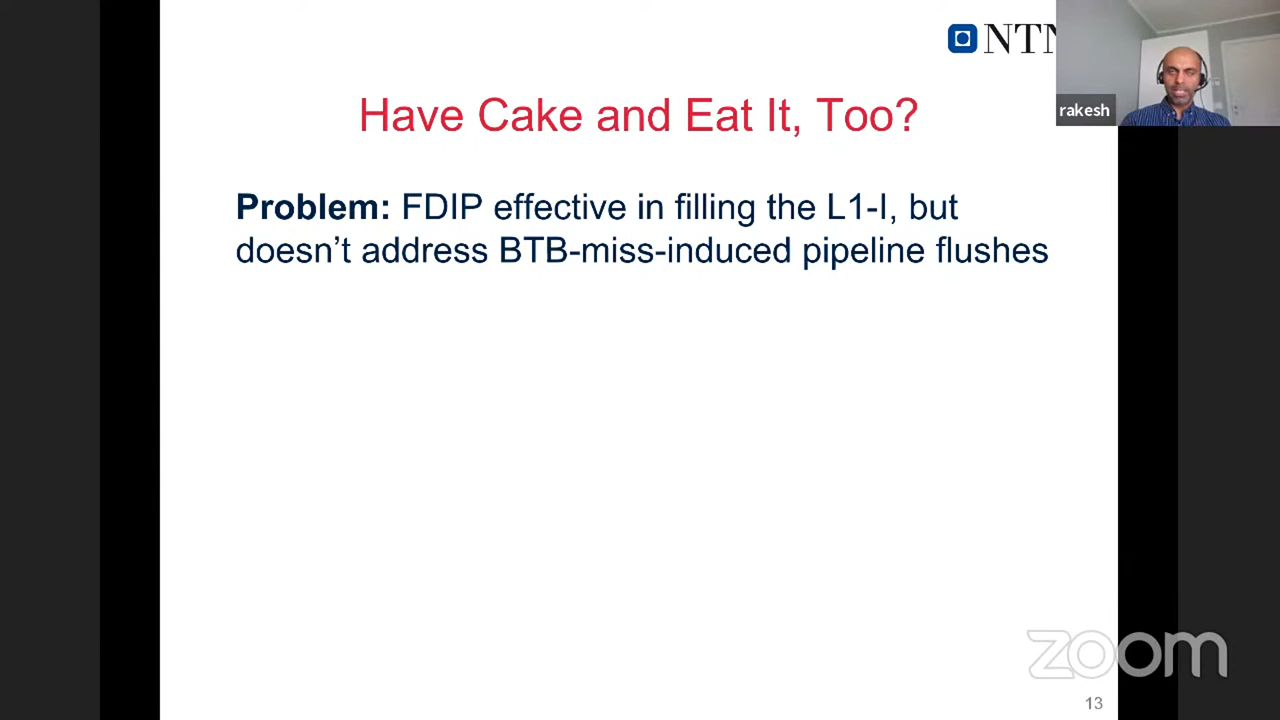 NTN
rakesh
Have Cake and Eat It, Too?
Problem: FDIP effective in filling the L1-I, but
doesn’t address BTB-miss-induced pipeline flushes
zoom
13